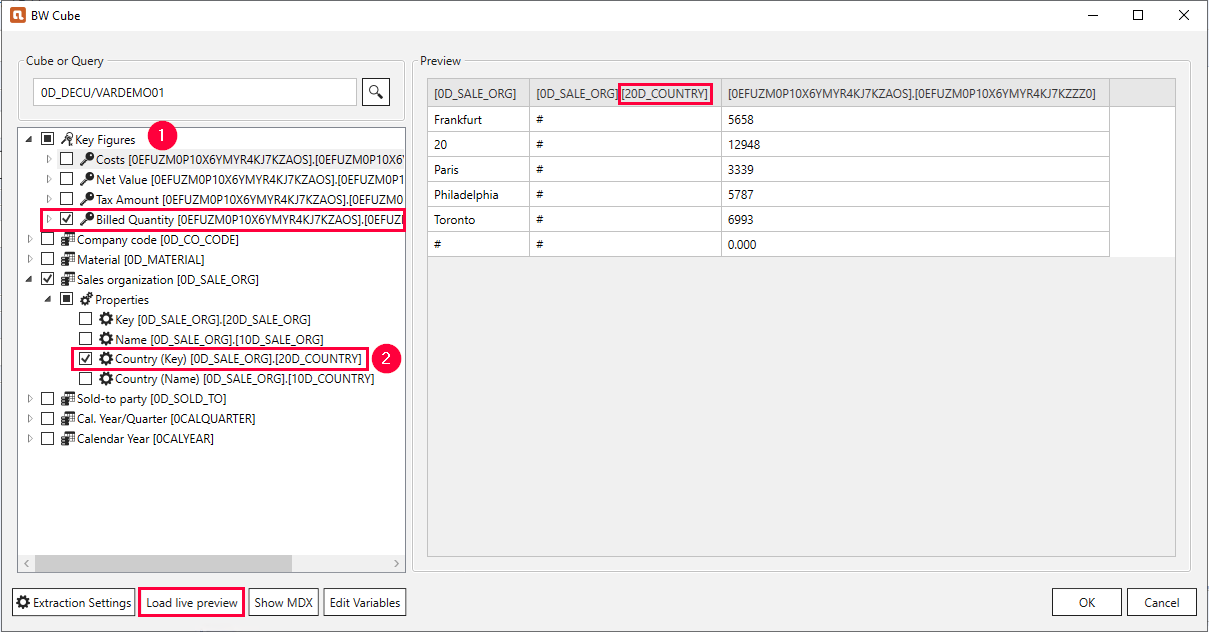 BW Cube
Cube or Query
0D_DECU/VARDEMO01
Key Figures
1
Costs [0EFUZM0P10X6YMYR4KJ7KZAOS].[0EFUZM0P10X6Y
Net Value [0EFUZM0P10X6YMYR4KJ7KZAOS].[0EFUZM0P1
Tax Amount [0EFUZM0P10X6YMYR4KJ7KZAOS].[0EFUZM0
Billed Quantity [0EFUZM0P10X6YMYR4KJ7KZAOS].[0EFUZ
Company code [0D_CO_CODE]
Material [0D_MATERIAL]
Sales organization [0D_SALE_ORG]
Properties
Key [0D_SALE_ORG].[20D_SALE_ORG]
Name [0D_SALE_ORG].[10D_SALE_ORG]
Country (Key) [0D_SALE_ORG].[20D_COUNTRY]
2
Country (Name) [0D_SALE_ORG].[10D_COUNTRY]
Sold-to party [0D_SOLD_TO]
Cal. Year/Quarter [0CALQUARTER]
Calendar Year [0CALYEAR]
Preview
[0D_SALE_ORG] [0D_SALE_ORG].[20D_COUNTRY] [0EFUZM0P10X6YMYR4KJ7KZAOS].[0EFUZM0P10X6YMYR4KJ7KZZZ0]
Frankfurt # 5658
20 # 12948
Paris # 3339
Philadelphia # 5787
Toronto # 6993
# # 0.000
Extraction Settings
Load live preview
Show MDX
Edit Variables
OK
Cancel